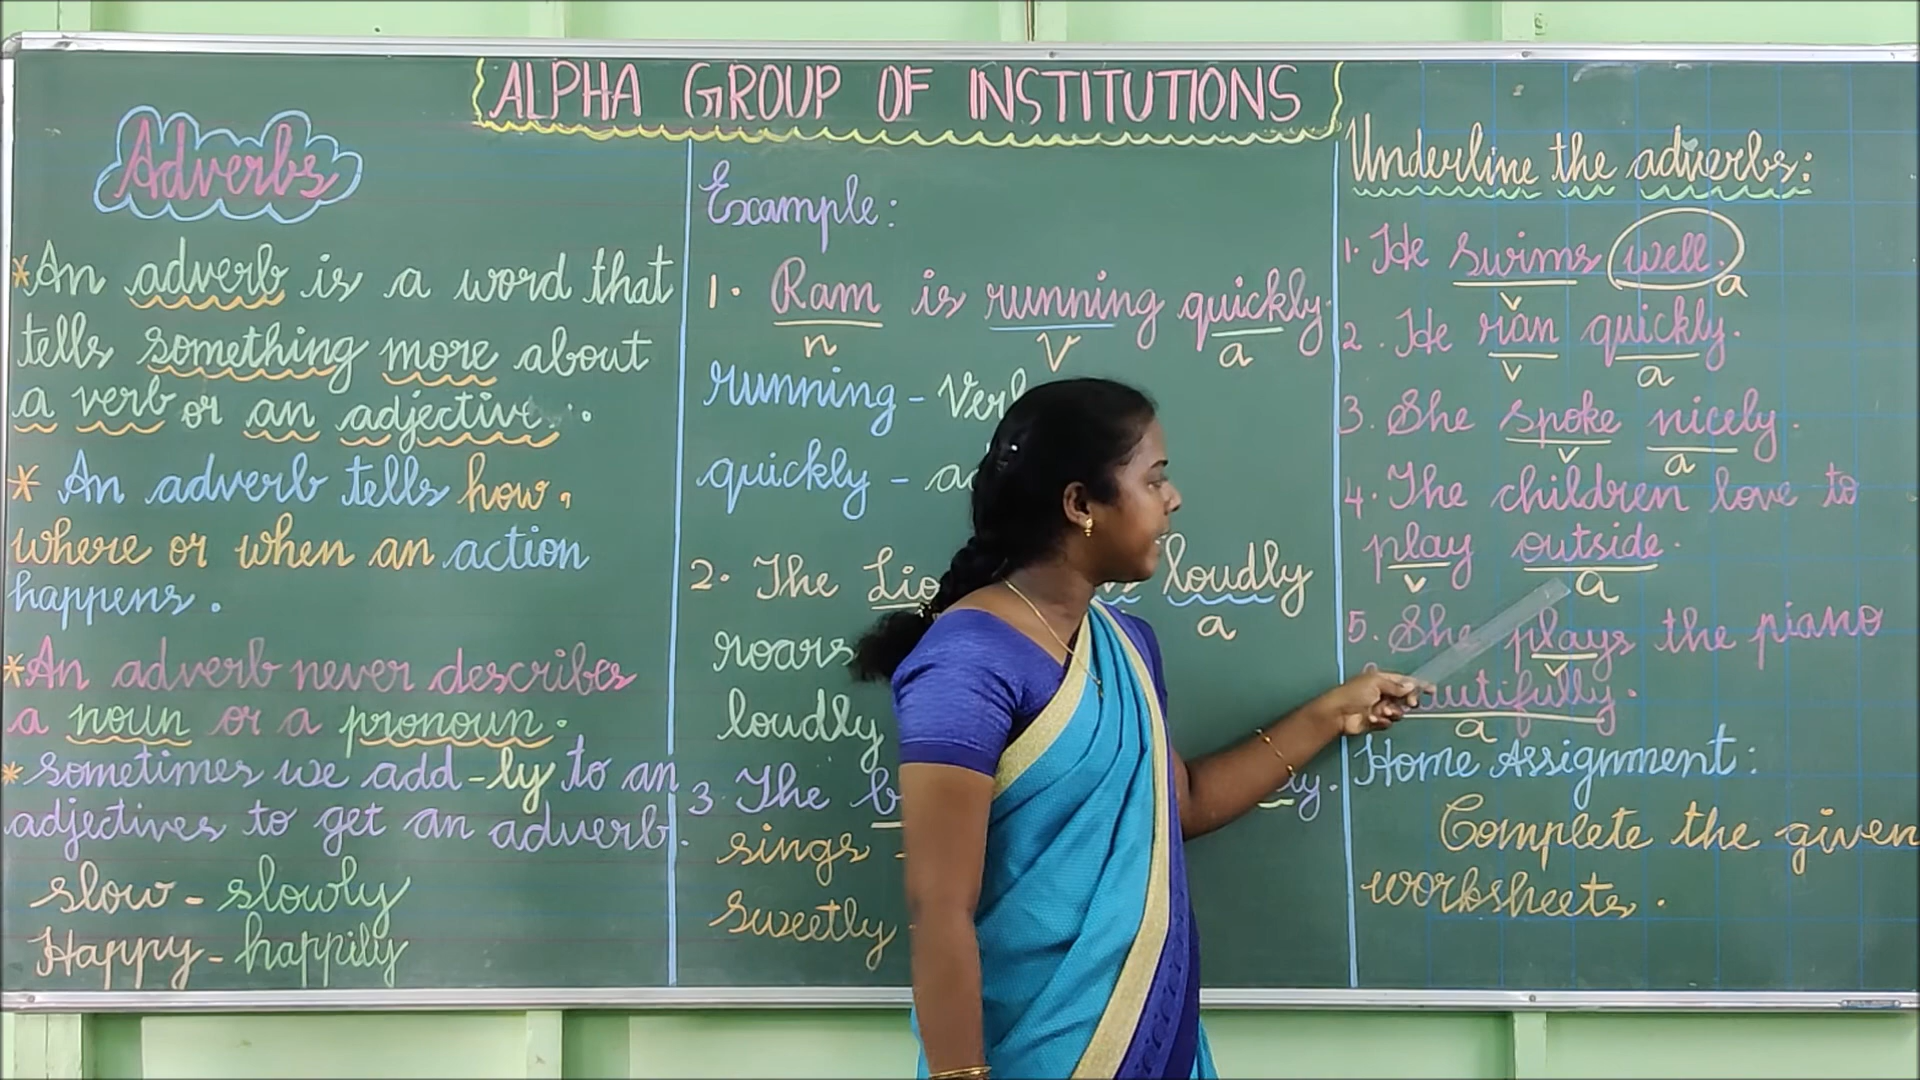 ALPHA GROUP OF INSTITUTIONS
Adverbs
*An adverb is a word that
tells something more about
a verb or an adjective.
* An adverb tells how,
where or when an action
happens.
*An adverb never describes
a noun or a pronoun.
*sometimes we add -ly to an
adjectives to get an adverb.
slow - slowly
Happy - happily
Example:
1. Ram is running quickly.
n v a
running -
quickly -
2. The loudly
a
roars
loudly
3. The
sings -
sweetly
Underline the adverbs:
1. He swims well.
v a
2. He ran quickly.
v a
3. She spoke nicely.
v a
4. The children love to
play outside.
v a
5. She plays the piano
v
a
Home Assignment:
Complete the given
worksheets.